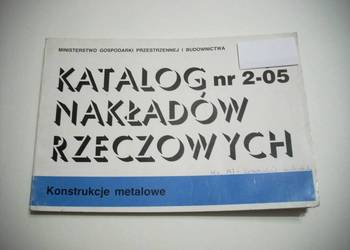 MINISTERSTWO GOSPODARKI PRZESTRZENNEJ I BUDOWNICTWA
KATALOG nr 2-05
NAKŁADÓW
RZECZOWYCH
Konstrukcje metalowe